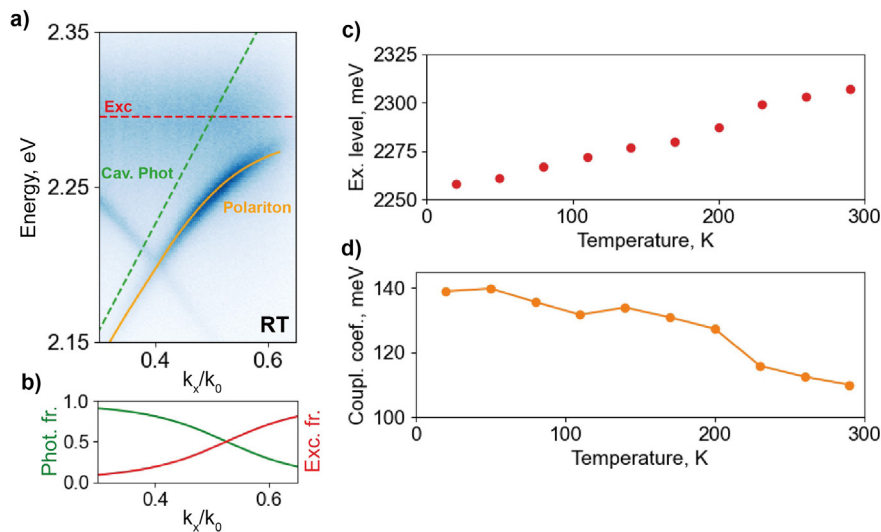 a)
2.35
2.25
2.15
Energy, eV
Exc
Cav. Phot
Polariton
RT
0.4
0.6
kx/k0
b)
1.0
0.5
0.0
Phot. fr.
Exc. fr.
0.4
0.6
kx/k0
c)
2325
2300
2275
2250
Ex. level, meV
0
100
200
300
Temperature, K
d)
140
120
100
Coupl. coef., meV
0
100
200
300
Temperature, K